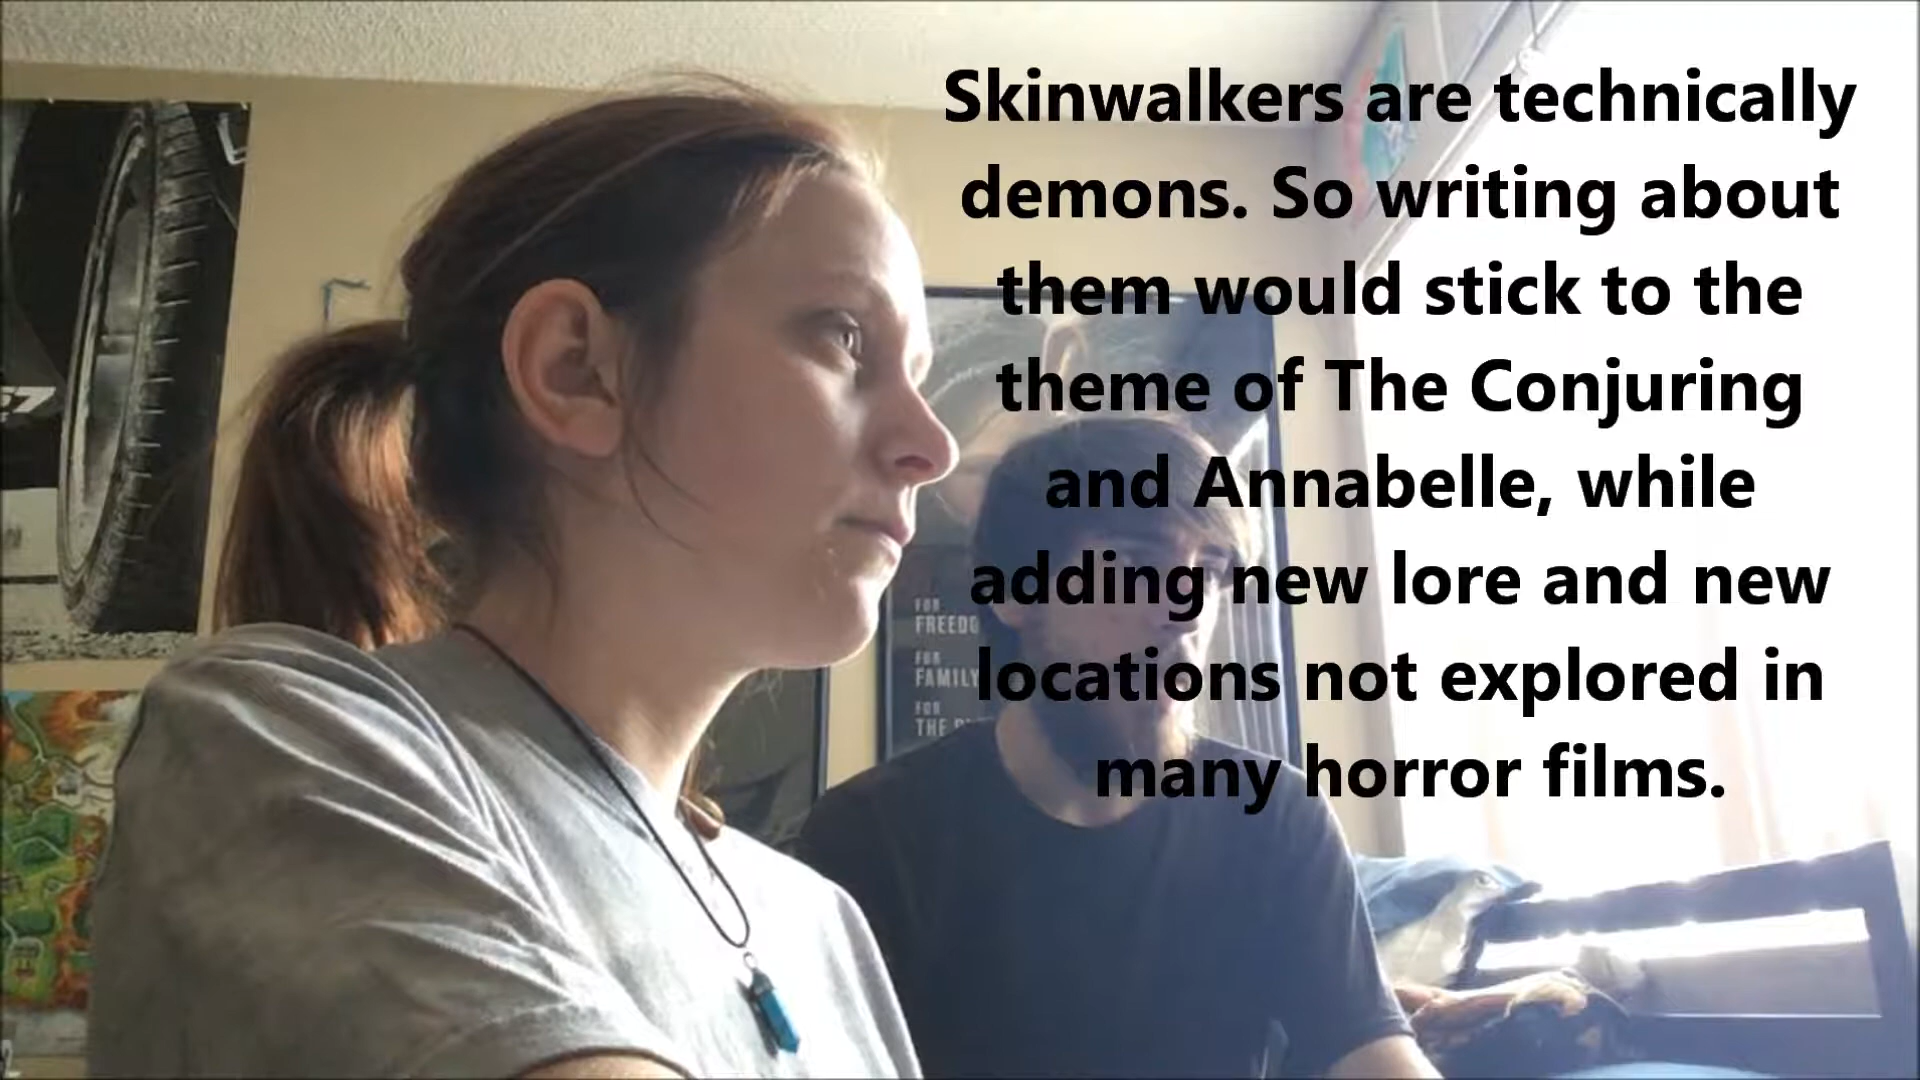 Skinwalkers are technically
demons. So writing about
them would stick to the
theme of The Conjuring
and Annabelle, while
adding new lore and new
locations not explored in
many horror films.
FOR
FREEDO
FOR
FAMILY
FOR
THE